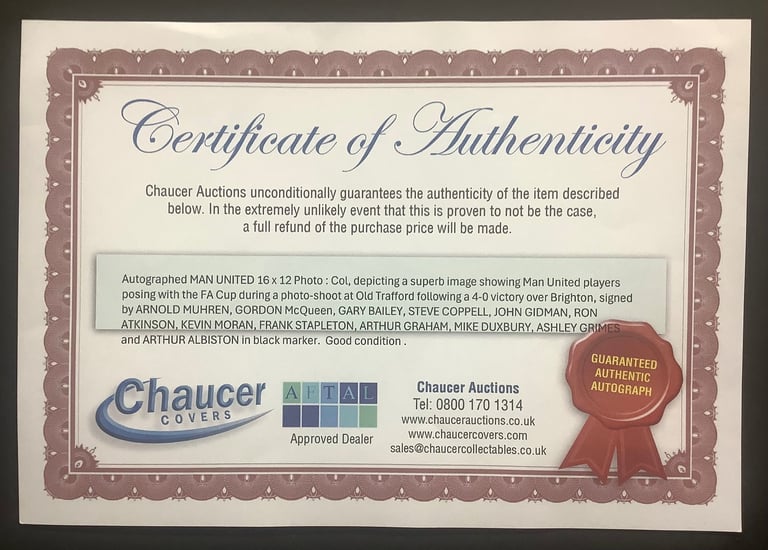 Certificate of Authenticity
Chaucer Auctions unconditionally guarantees the authenticity of the item described
below. In the extremely unlikely event that this is proven to not be the case,
a full refund of the purchase price will be made.
Autographed MAN UNITED 16 x 12 Photo : Col, depicting a superb image showing Man United players
posing with the FA Cup during a photo-shoot at Old Trafford following a 4-0 victory over Brighton, signed
by ARNOLD MUHREN, GORDON McQueen, GARY BAILEY, STEVE COPPELL, JOHN GIDMAN, RON
ATKINSON, KEVIN MORAN, FRANK STAPLETON, ARTHUR GRAHAM, MIKE DUXBURY, ASHLEY GRIMES
and ARTHUR ALBISTON in black marker.  Good condition .
GUARANTEED
AUTHENTIC
AUTOGRAPH
Chaucer
COVERS
AFTAL
Approved Dealer
Chaucer Auctions
Tel: 0800 170 1314
www.chaucerauctions.co.uk
www.chaucercovers.com
sales@chaucercollectables.co.uk